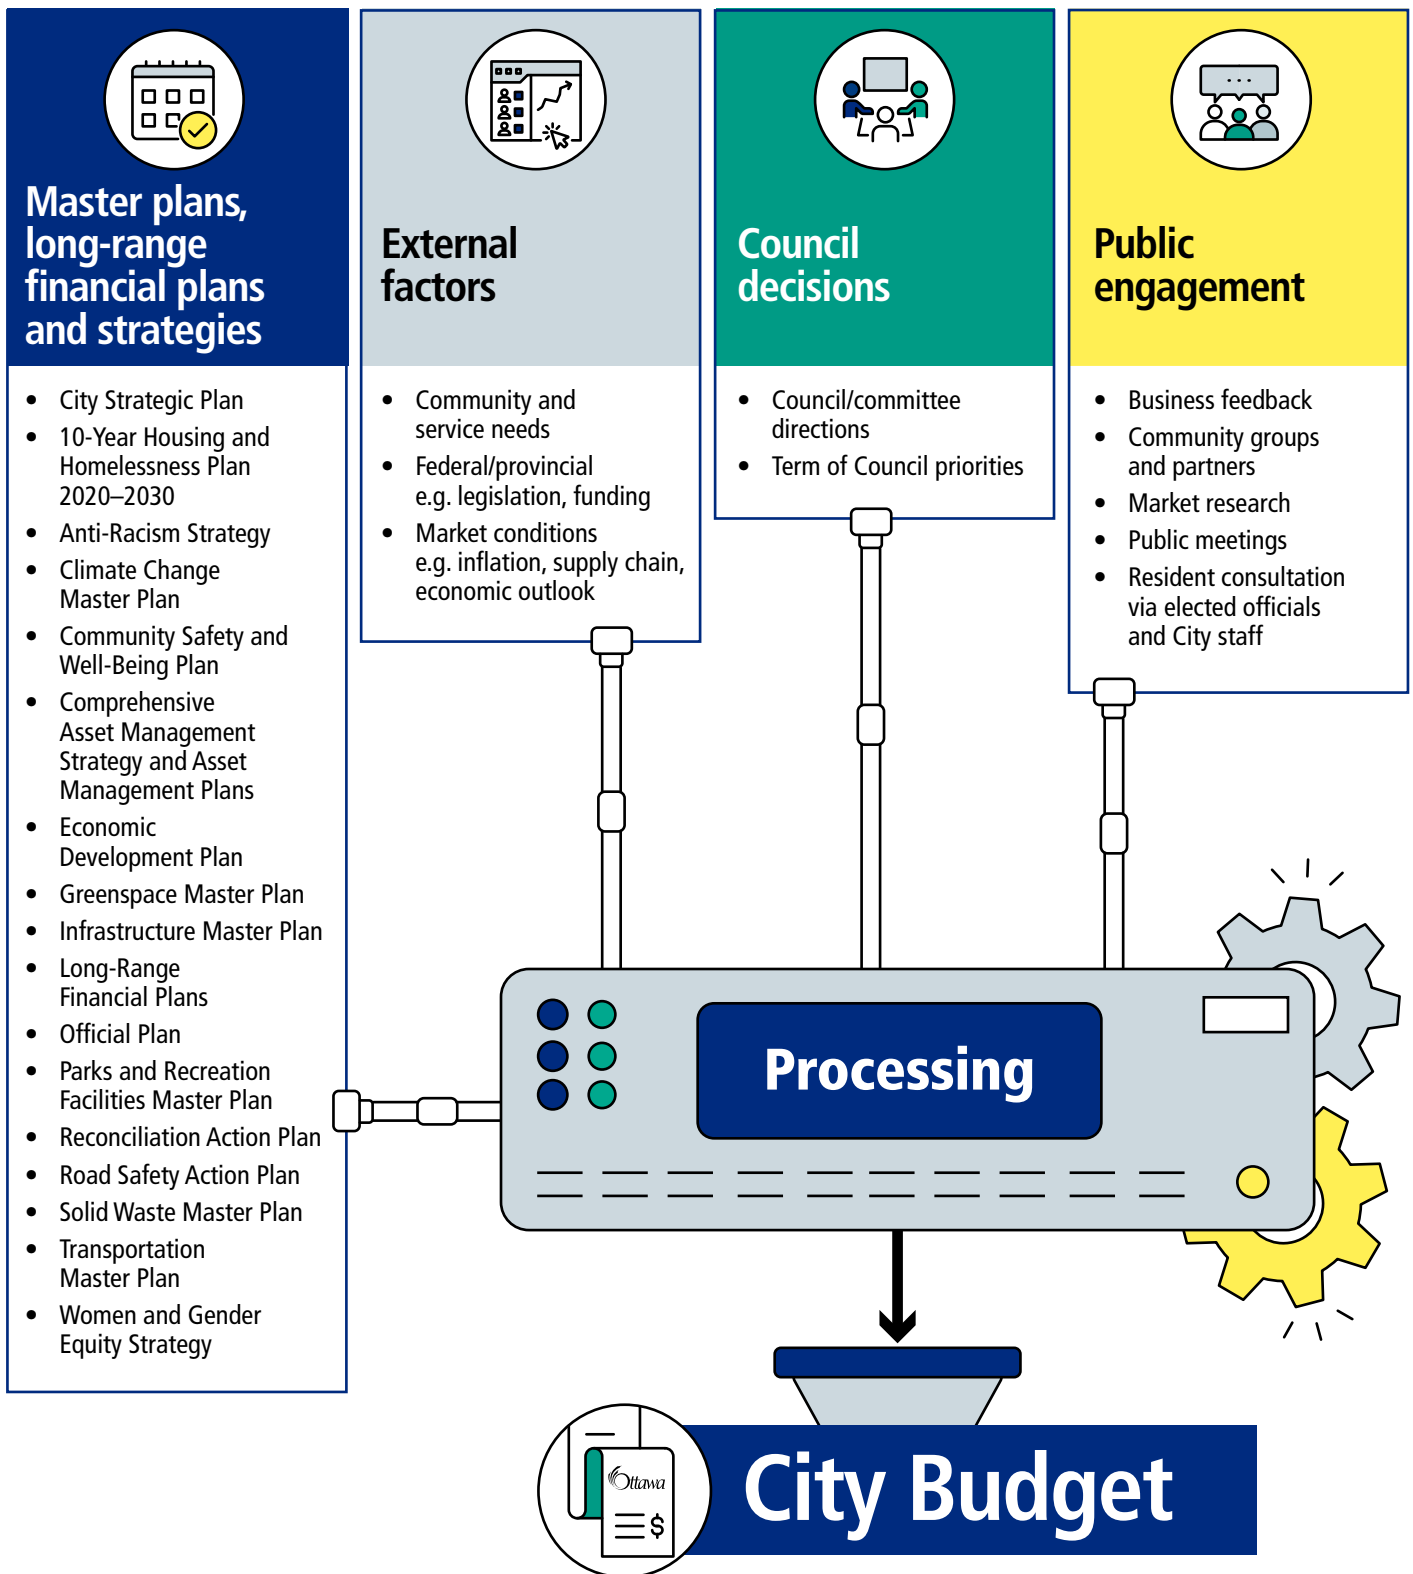 Master plans,
long-range
financial plans
and strategies
• City Strategic Plan
• 10-Year Housing and
Homelessness Plan
2020–2030
• Anti-Racism Strategy
• Climate Change
Master Plan
• Community Safety and
Well-Being Plan
• Comprehensive
Asset Management
Strategy and Asset
Management Plans
• Economic
Development Plan
• Greenspace Master Plan
• Infrastructure Master Plan
• Long-Range
Financial Plans
• Official Plan
• Parks and Recreation
Facilities Master Plan
• Reconciliation Action Plan
• Road Safety Action Plan
• Solid Waste Master Plan
• Transportation
Master Plan
• Women and Gender
Equity Strategy
External
factors
• Community and
service needs
• Federal/provincial
e.g. legislation, funding
• Market conditions
e.g. inflation, supply chain,
economic outlook
Council
decisions
• Council/committee
directions
• Term of Council priorities
Public
engagement
• Business feedback
• Community groups
and partners
• Market research
• Public meetings
• Resident consultation
via elected officials
and City staff
Processing
Ottawa
$
City Budget